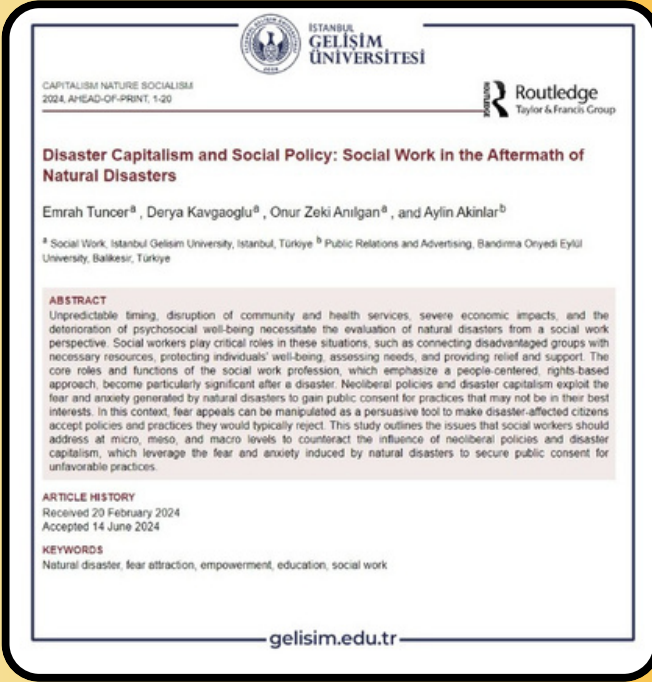 İSTANBUL
GELİŞİM
ÜNİVERSİTESİ
CAPITALISM NATURE SOCIALISM
2024, AHEAD-OF-PRINT, 1-20
ROUTLEDGE
Routledge
Taylor & Francis Group
Disaster Capitalism and Social Policy: Social Work in the Aftermath of
Natural Disasters
Emrah Tuncerᵃ , Derya Kavgaogluᵃ , Onur Zeki Anılganᵃ , and Aylin Akinlarᵇ
ᵃ Social Work, Istanbul Gelisim University, Istanbul, Türkiye ᵇ Public Relations and Advertising, Bandirma Onyedi Eylül
University, Balikesir, Türkiye
ABSTRACT
Unpredictable timing, disruption of community and health services, severe economic impacts, and the
deterioration of psychosocial well-being necessitate the evaluation of natural disasters from a social work
perspective. Social workers play critical roles in these situations, such as connecting disadvantaged groups with
necessary resources, protecting individuals' well-being, assessing needs, and providing relief and support. The
core roles and functions of the social work profession, which emphasize a people-centered, rights-based
approach, become particularly significant after a disaster. Neoliberal policies and disaster capitalism exploit the
fear and anxiety generated by natural disasters to gain public consent for practices that may not be in their best
interests. In this context, fear appeals can be manipulated as a persuasive tool to make disaster-affected citizens
accept policies and practices they would typically reject. This study outlines the issues that social workers should
address at micro, meso, and macro levels to counteract the influence of neoliberal policies and disaster
capitalism, which leverage the fear and anxiety induced by natural disasters to secure public consent for
unfavorable practices.
ARTICLE HISTORY
Received 20 February 2024
Accepted 14 June 2024
KEYWORDS
Natural disaster, fear attraction, empowerment, education, social work
gelisim.edu.tr